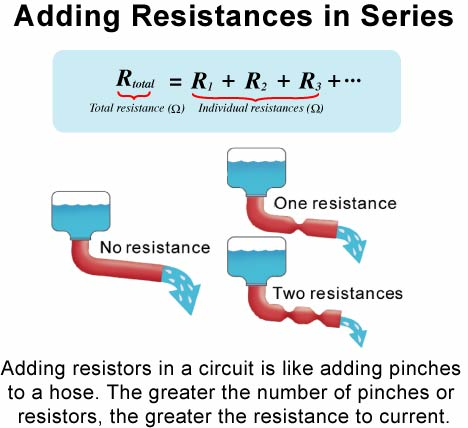 Adding Resistances in Series
R total = R1 + R2 + R3 + ···
Total resistance (Ω) Individual resistances (Ω)
One resistance
No resistance
Two resistances
Adding resistors in a circuit is like adding pinches
to a hose. The greater the number of pinches or
resistors, the greater the resistance to current.